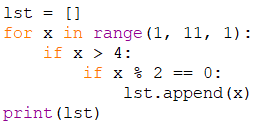 lst = []
for x in range(1, 11, 1):
    if x > 4:
        if x % 2 == 0:
            lst.append(x)
print(lst)